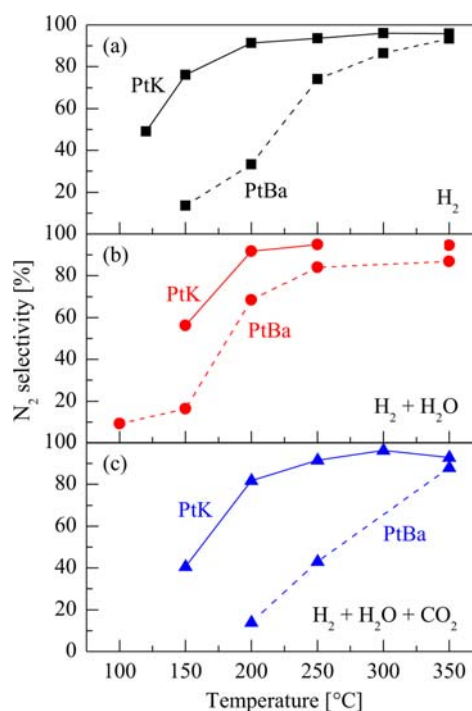 100
(a)
80
PtK
60
40
PtBa
20
H₂
100
(b)
80
PtK
60
PtBa
40
20
H₂ + H₂O
100
(c)
80
PtK
PtBa
60
40
20
H₂ + H₂O + CO₂
0
100 150 200 250 300 350
Temperature [°C]
N₂ selectivity [%]